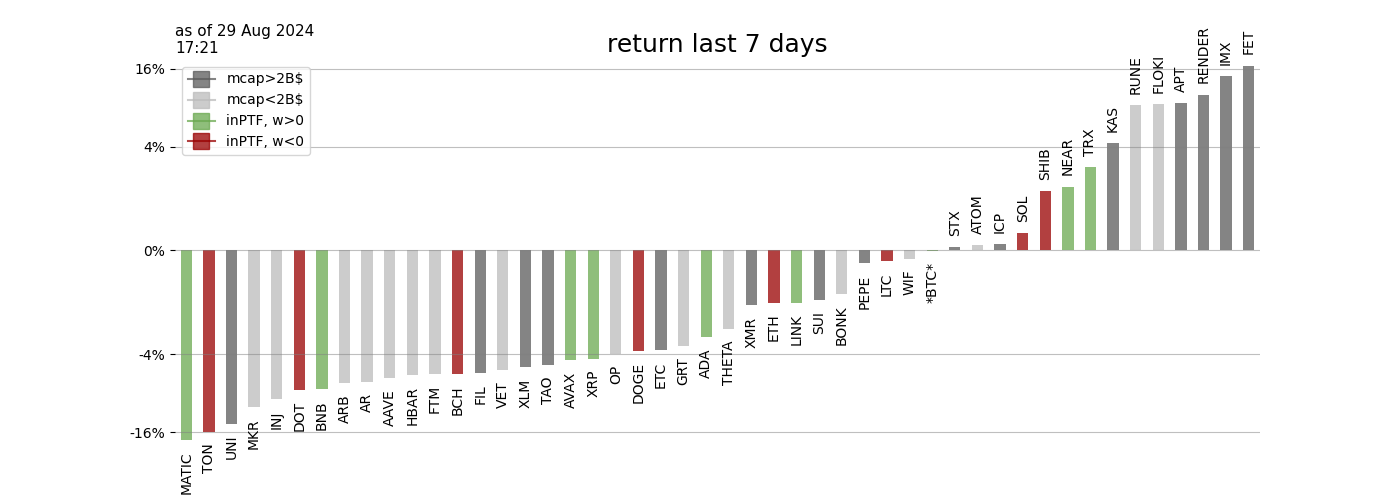 as of 29 Aug 2024
17:21
return last 7 days
mcap>2B$
mcap<2B$
inPTF, w>0
inPTF, w<0
16%
4%
0%
-4%
-16%
MATIC
TON
UNI
MKR
INJ
DOT
BNB
ARB
AR
AAVE
HBAR
FTM
BCH
FIL
VET
XLM
TAO
AVAX
XRP
OP
DOGE
ETC
GRT
ADA
THETA
XMR
ETH
LINK
SUI
BONK
PEPE
LTC
WIF
*BTC*
STX
ATOM
ICP
SOL
SHIB
NEAR
TRX
KAS
RUNE
FLOKI
APT
RENDER
IMX
FET